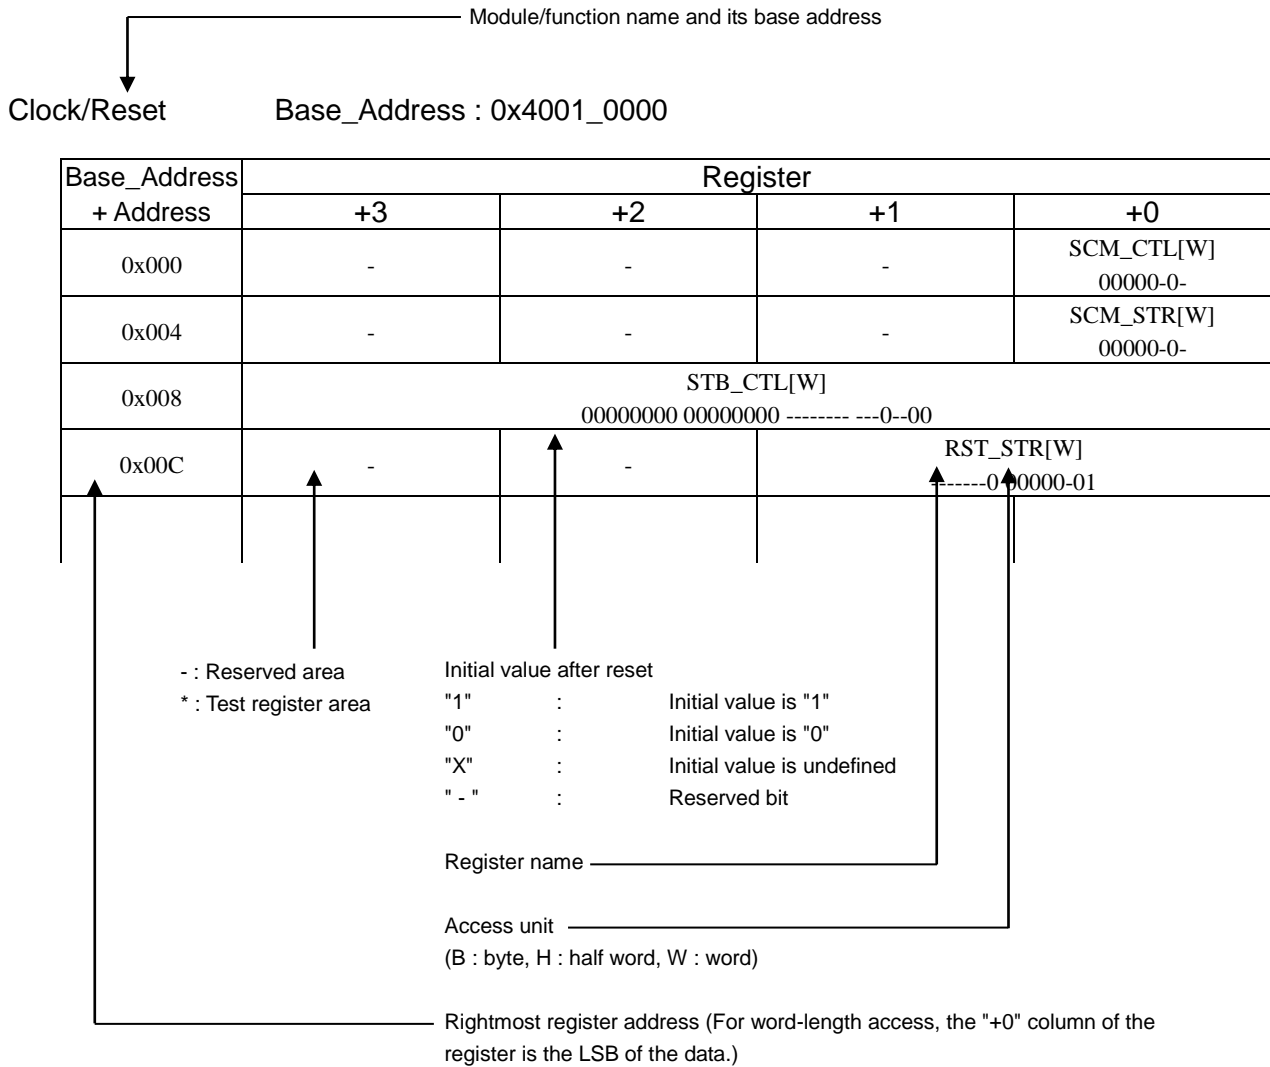 Module/function name and its base address
Clock/Reset Base_Address : 0x4001_0000
Base_Address + Address Register
+3 +2 +1 +0
0x000 - - - SCM_CTL[W]
00000-0-
0x004 - - - SCM_STR[W]
00000-0-
0x008 STB_CTL[W]
00000000 00000000 -------- ---0--00
0x00C - - RST_STR[W]
-------0 00000-01
- : Reserved area
* : Test register area
Initial value after reset
"1" : Initial value is "1"
"0" : Initial value is "0"
"X" : Initial value is undefined
" - " : Reserved bit
Register name
Access unit
(B : byte, H : half word, W : word)
Rightmost register address (For word-length access, the "+0" column of the
register is the LSB of the data.)